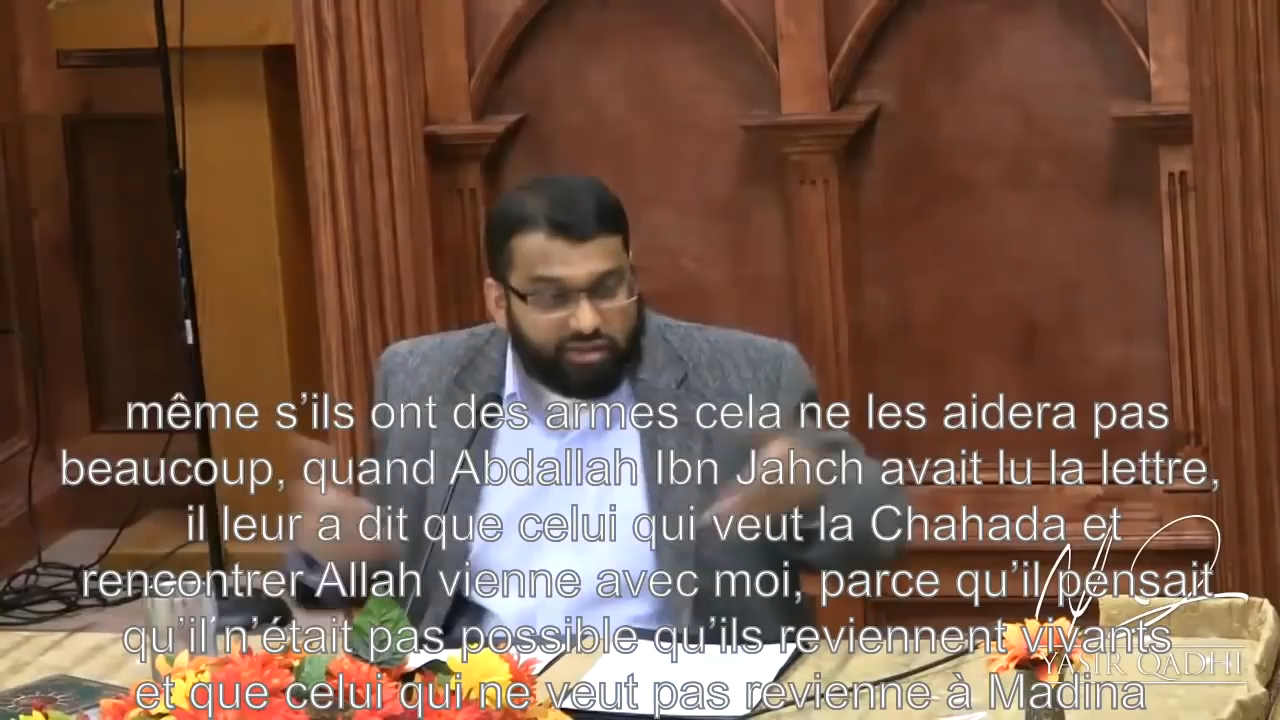 même s’ils ont des armes cela ne les aidera pas
beaucoup, quand Abdallah Ibn Jahch avait lu la lettre,
il leur a dit que celui qui veut la Chahada et
rencontrer Allah vienne avec moi, parce qu’il pensait
qu’il n’était pas possible qu’ils reviennent vivants
et que celui qui ne veut pas revienne à Madina
YASIR QADHI